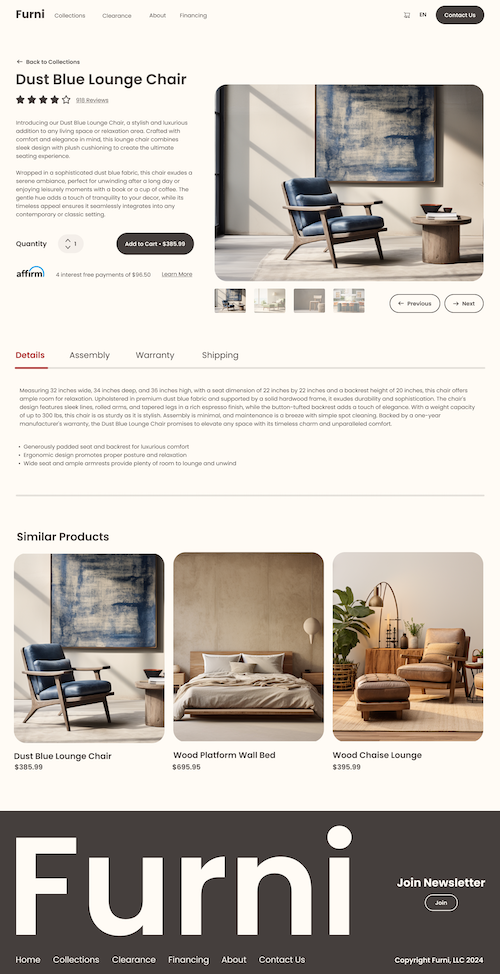 Furni
Collections
Clearance
About
Financing
EN
Contact Us
Back to Collections
Dust Blue Lounge Chair
918 Reviews
Introducing our Dust Blue Lounge Chair, a stylish and luxurious
addition to any living space or relaxation area. Crafted with
comfort and elegance in mind, this lounge chair combines
sleek design with plush cushioning to create the ultimate
seating experience.
Wrapped in a sophisticated dust blue fabric, this chair exudes a
serene ambiance, perfect for unwinding after a long day or
enjoying leisurely moments with a book or a cup of coffee. The
gentle hue adds a touch of tranquility to your decor, while its
timeless appeal ensures it seamlessly integrates into any
contemporary or classic setting.
Quantity
1
Add to Cart • $385.99
affirm
4 interest free payments of $96.50
Learn More
Previous
Next
Details
Assembly
Warranty
Shipping
Measuring 32 inches wide, 34 inches deep, and 36 inches high, with a seat dimension of 22 inches by 22 inches and a backrest height of 20 inches, this chair offers
ample room for relaxation. Upholstered in premium dust blue fabric and supported by a solid hardwood frame, it exudes durability and sophistication. The chair's
design features sleek lines, rolled arms, and tapered legs in a rich espresso finish, while the button-tufted backrest adds a touch of elegance. With a weight capacity
of up to 300 lbs, this chair is as sturdy as it is stylish. Assembly is minimal, and maintenance is a breeze with simple spot cleaning. Backed by a one-year
manufacturer's warranty, the Dust Blue Lounge Chair promises to elevate any space with its timeless charm and unparalleled comfort.
• Generously padded seat and backrest for luxurious comfort
• Ergonomic design promotes proper posture and relaxation
• Wide seat and ample armrests provide plenty of room to lounge and unwind
Similar Products
Dust Blue Lounge Chair
$385.99
Wood Platform Wall Bed
$695.95
Wood Chaise Lounge
$395.99
Furni
Join Newsletter
Join
Home
Collections
Clearance
Financing
About
Contact Us
Copyright Furni, LLC 2024